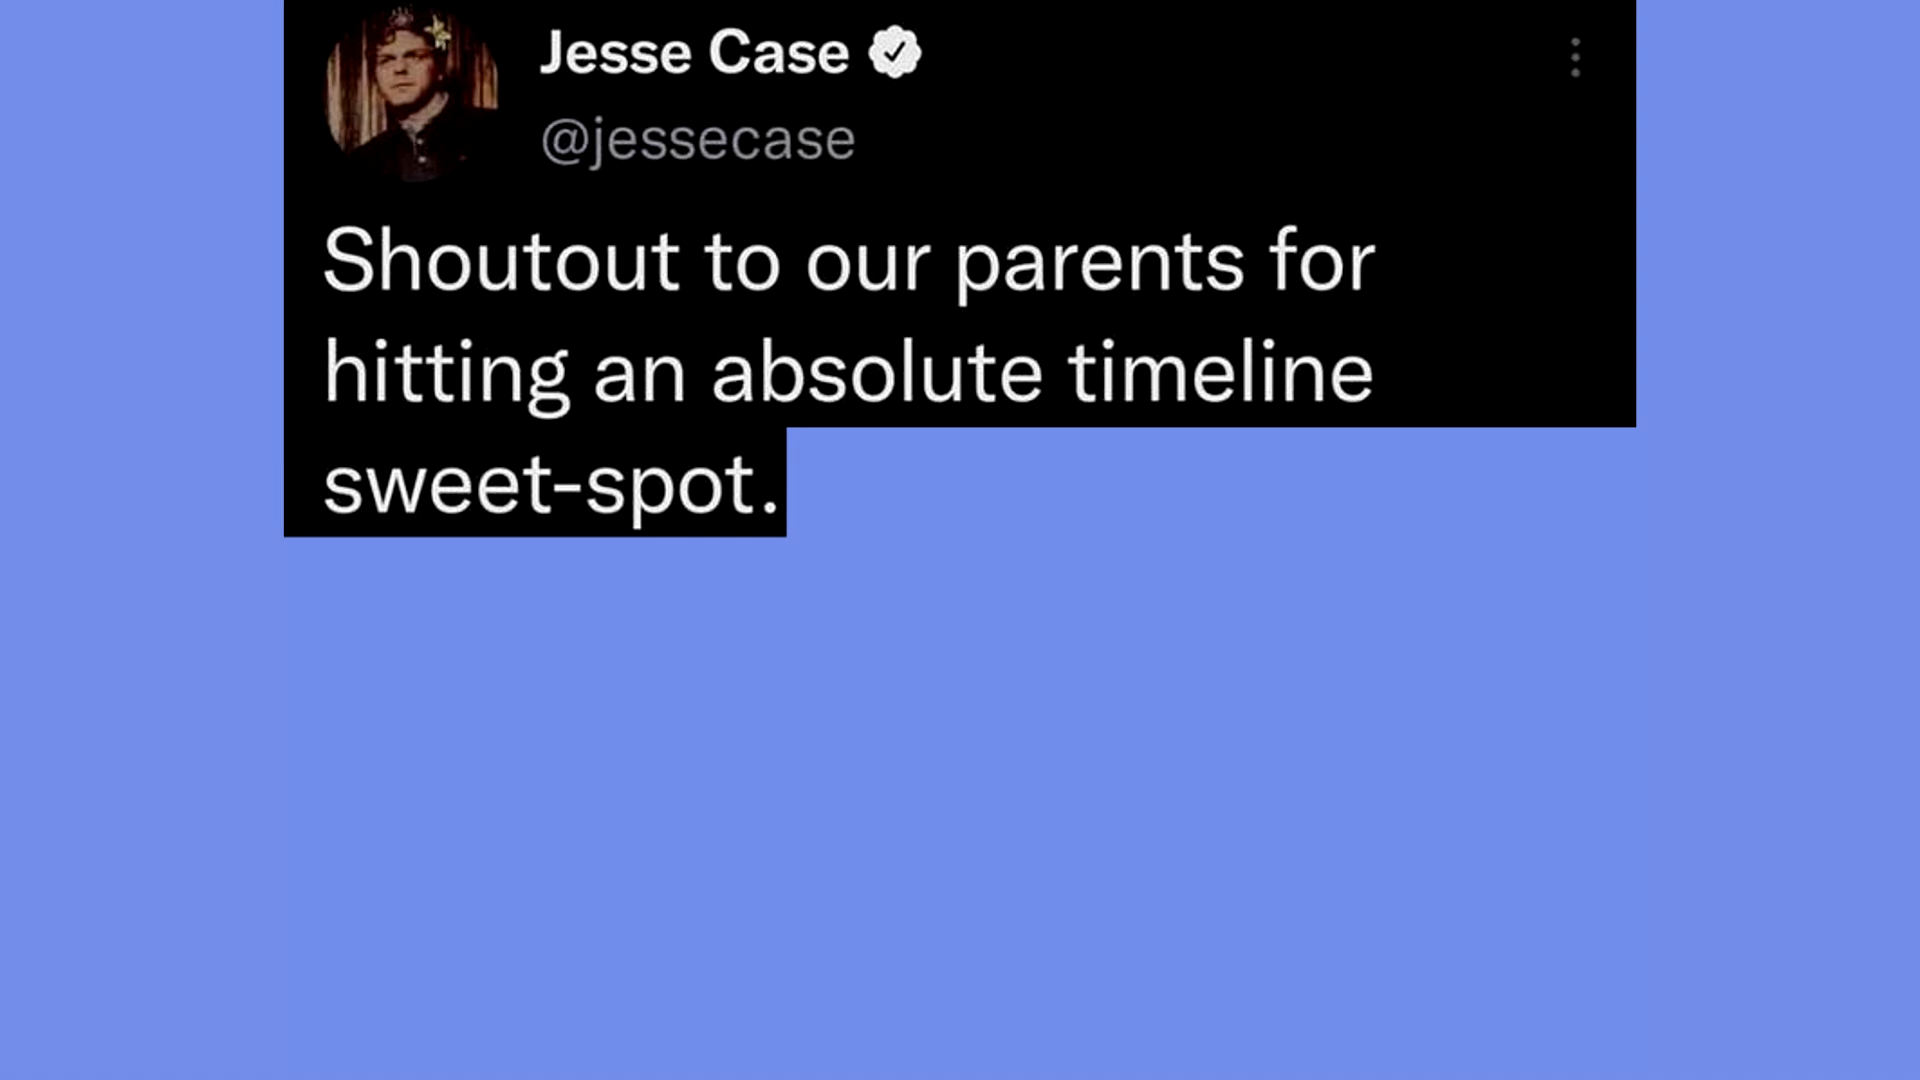 Jesse Case
@jessecase
Shoutout to our parents for
hitting an absolute timeline
sweet-spot.